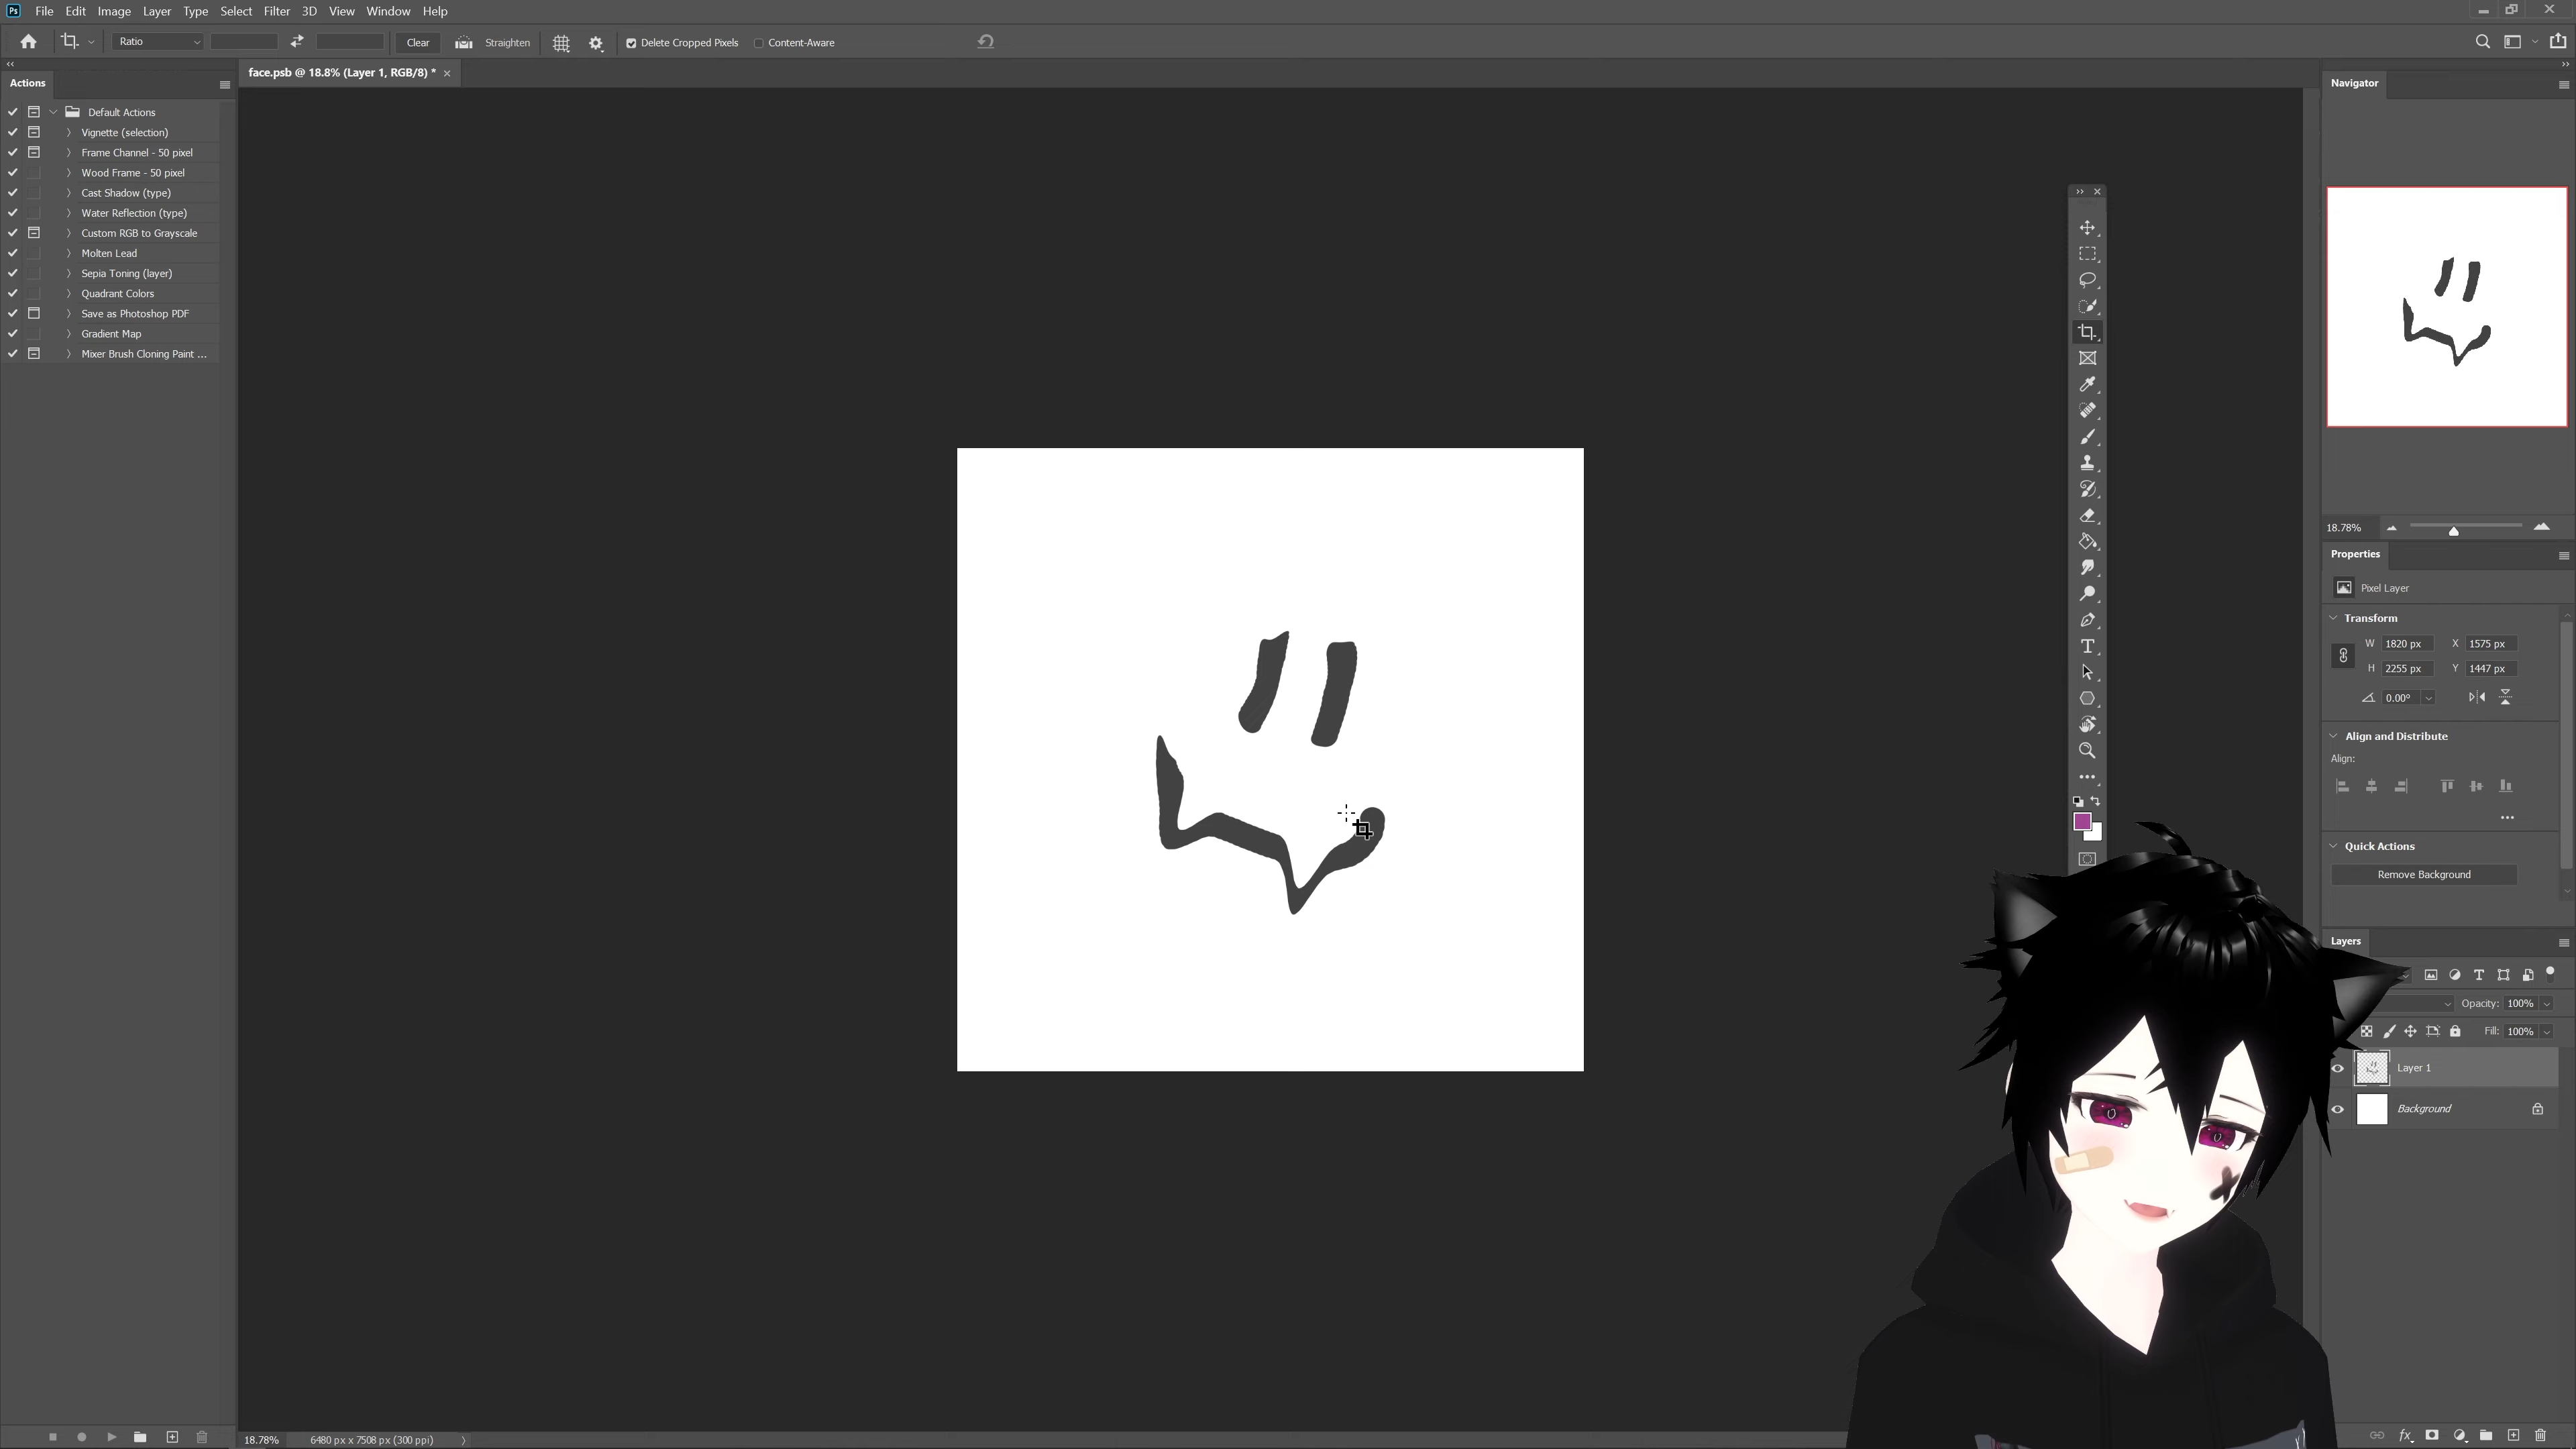 Ps File Edit Image Layer Type Select Filter 3D View Window Help
Ratio Clear Straighten Delete Cropped Pixels Content-Aware
Actions
face.psb @ 18.8% (Layer 1, RGB/8) *
Navigator
Default Actions
Vignette (selection)
Frame Channel - 50 pixel
Wood Frame - 50 pixel
Cast Shadow (type)
Water Reflection (type)
Custom RGB to Grayscale
Molten Lead
Sepia Toning (layer)
Quadrant Colors
Save as Photoshop PDF
Gradient Map
Mixer Brush Cloning Paint ...
18.78%
Properties
Pixel Layer
Transform
W 1820 px X 1575 px
H 2255 px Y 1447 px
0.00°
Align and Distribute
Align:
Quick Actions
Remove Background
Layers
Opacity: 100%
Fill: 100%
Layer 1
Background
18.78% 6480 px x 7508 px (300 ppi)
fx